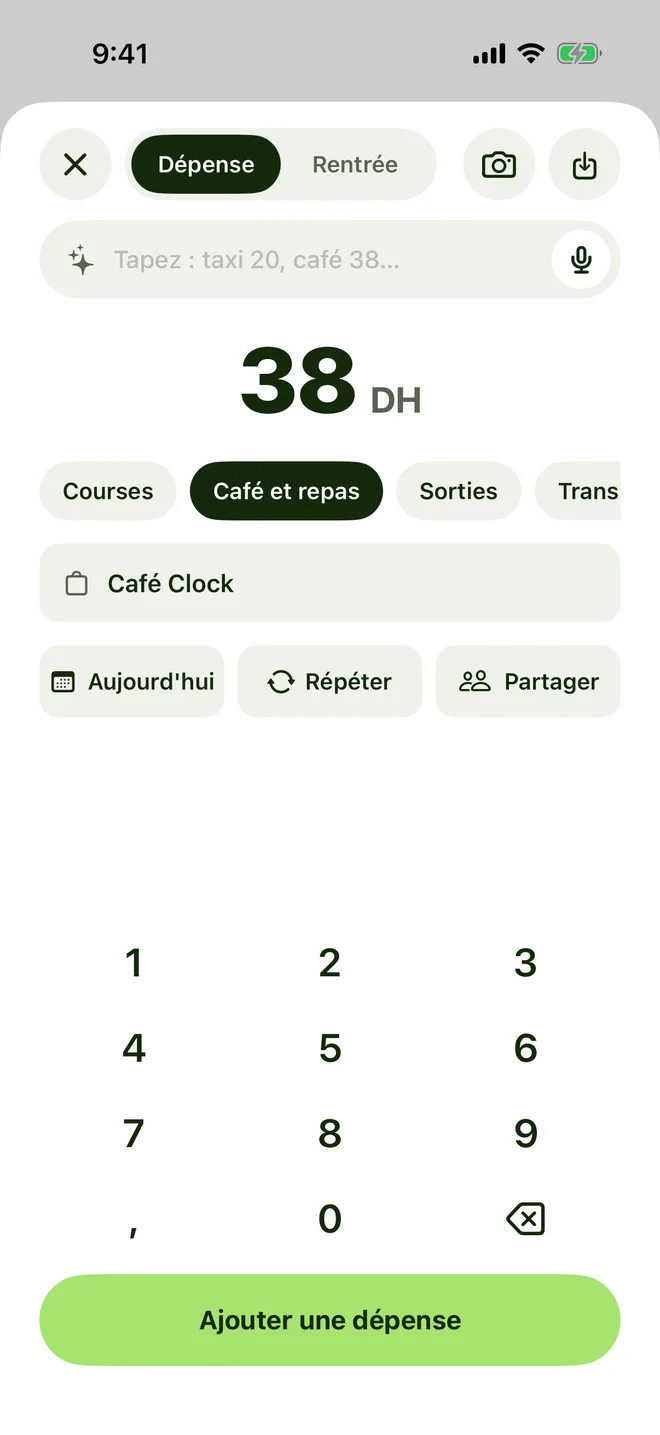 9:41
Dépense Rentrée
Tapez : taxi 20, café 38...
38 DH
Courses Café et repas Sorties Trans
Café Clock
Aujourd'hui Répéter Partager
1 2 3
4 5 6
7 8 9
, 0
Ajouter une dépense